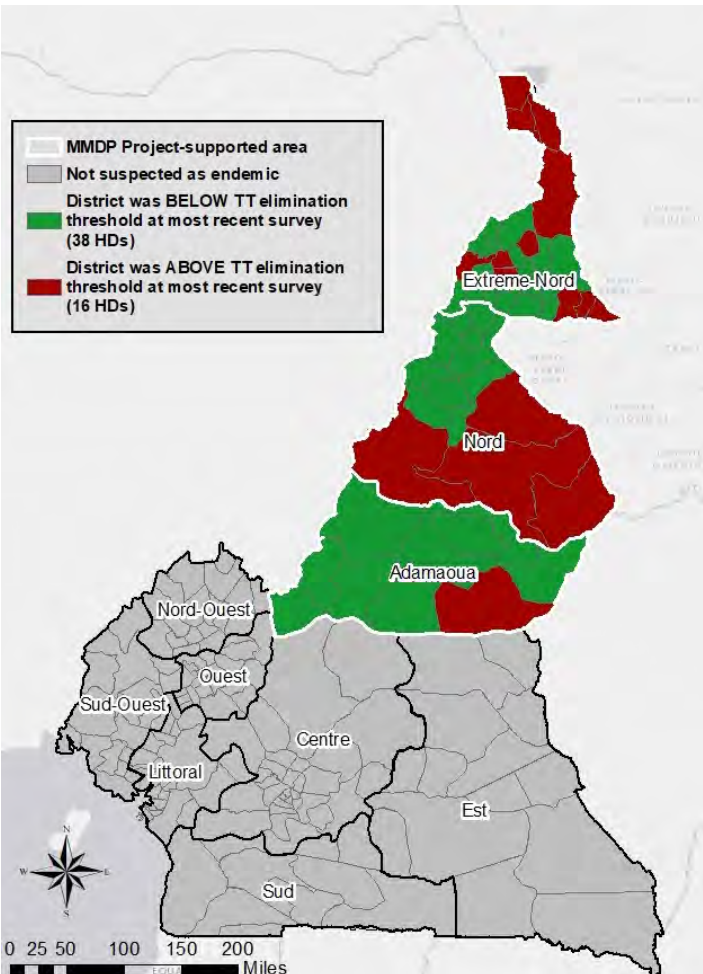 MMDP Project-supported area
Not suspected as endemic
District was BELOW TT elimination
threshold at most recent survey
(38 HDs)
District was ABOVE TT elimination
threshold at most recent survey
(16 HDs)
Extreme-Nord
Nord
Adamaoua
Nord-Ouest
Ouest
Sud-Ouest
Centre
Littoral
Est
Sud
N
W E
S
0 25 50 100 150 200
Miles